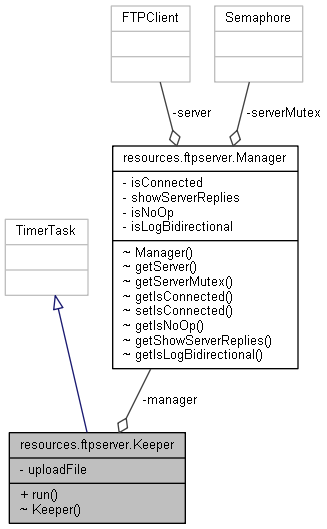 FTPClient
Semaphore
-server
-serverMutex
resources.ftpserver.Manager
- isConnected
- showServerReplies
- isNoOp
- isLogBidirectional
~ Manager()
~ getServer()
~ getServerMutex()
~ getIsConnected()
~ setIsConnected()
~ getIsNoOp()
~ getShowServerReplies()
~ getIsLogBidirectional()
TimerTask
-manager
resources.ftpserver.Keeper
- uploadFile
+ run()
~ Keeper()